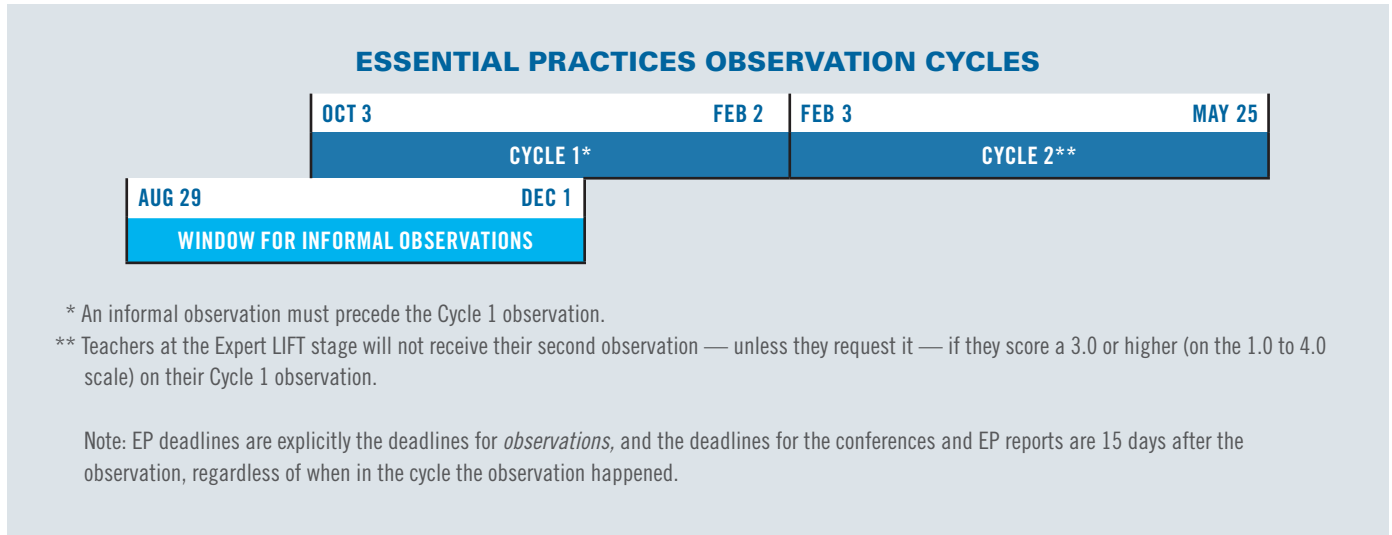 ESSENTIAL PRACTICES OBSERVATION CYCLES
OCT 3 FEB 2 FEB 3 MAY 25
CYCLE 1* CYCLE 2**
AUG 29 DEC 1
WINDOW FOR INFORMAL OBSERVATIONS
* An informal observation must precede the Cycle 1 observation.
** Teachers at the Expert LIFT stage will not receive their second observation — unless they request it — if they score a 3.0 or higher (on the 1.0 to 4.0
scale) on their Cycle 1 observation.
Note: EP deadlines are explicitly the deadlines for observations, and the deadlines for the conferences and EP reports are 15 days after the
observation, regardless of when in the cycle the observation happened.